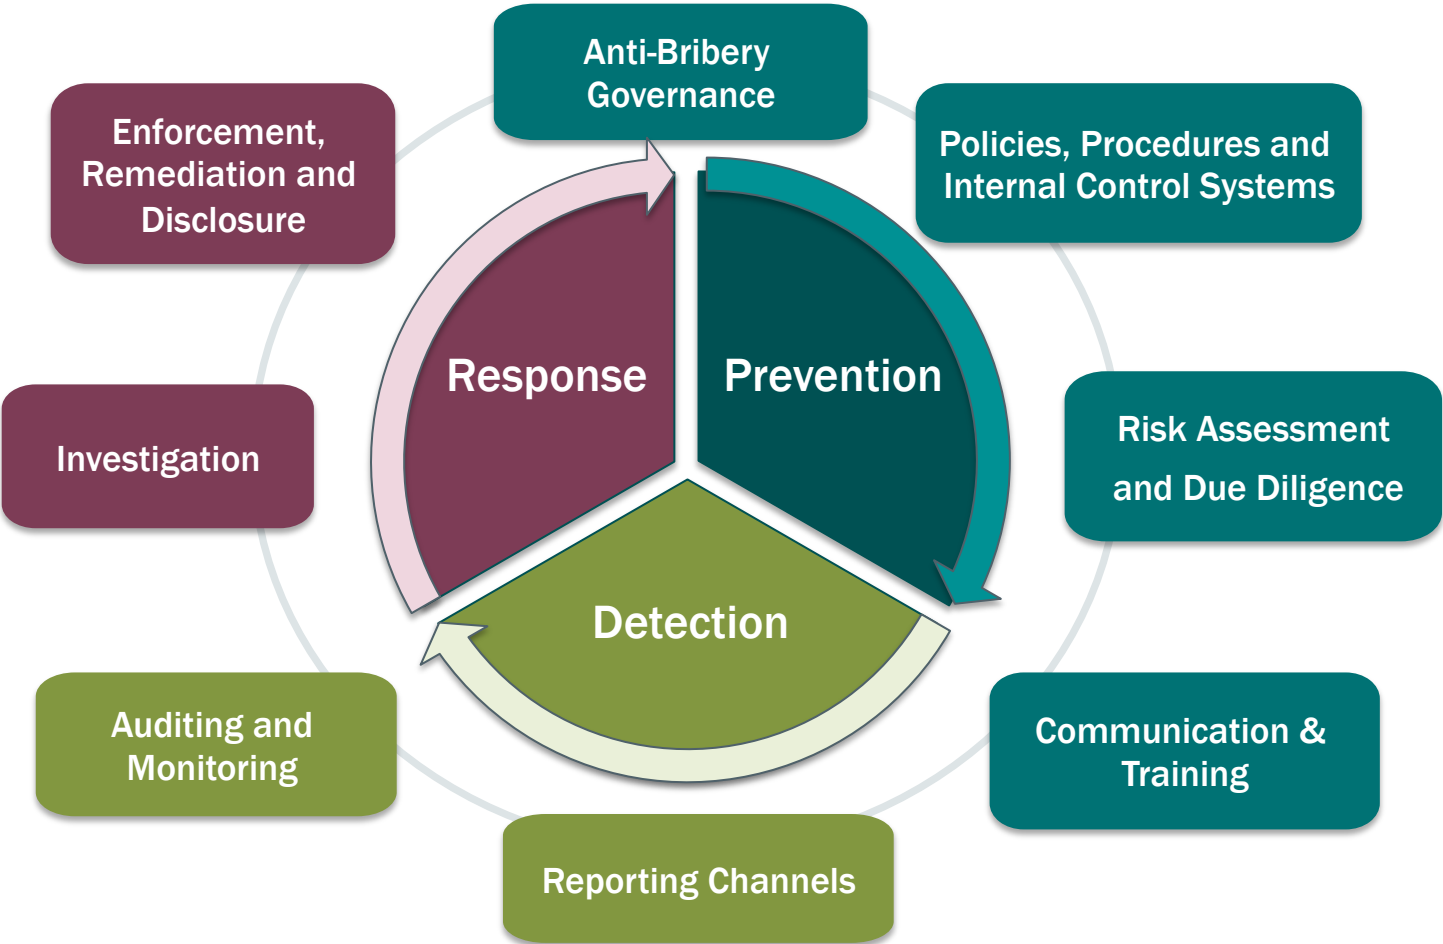 Anti-Bribery
Governance
Policies, Procedures and
Internal Control Systems
Risk Assessment
and Due Diligence
Communication &
Training
Reporting Channels
Auditing and
Monitoring
Investigation
Enforcement,
Remediation and
Disclosure
Response
Prevention
Detection